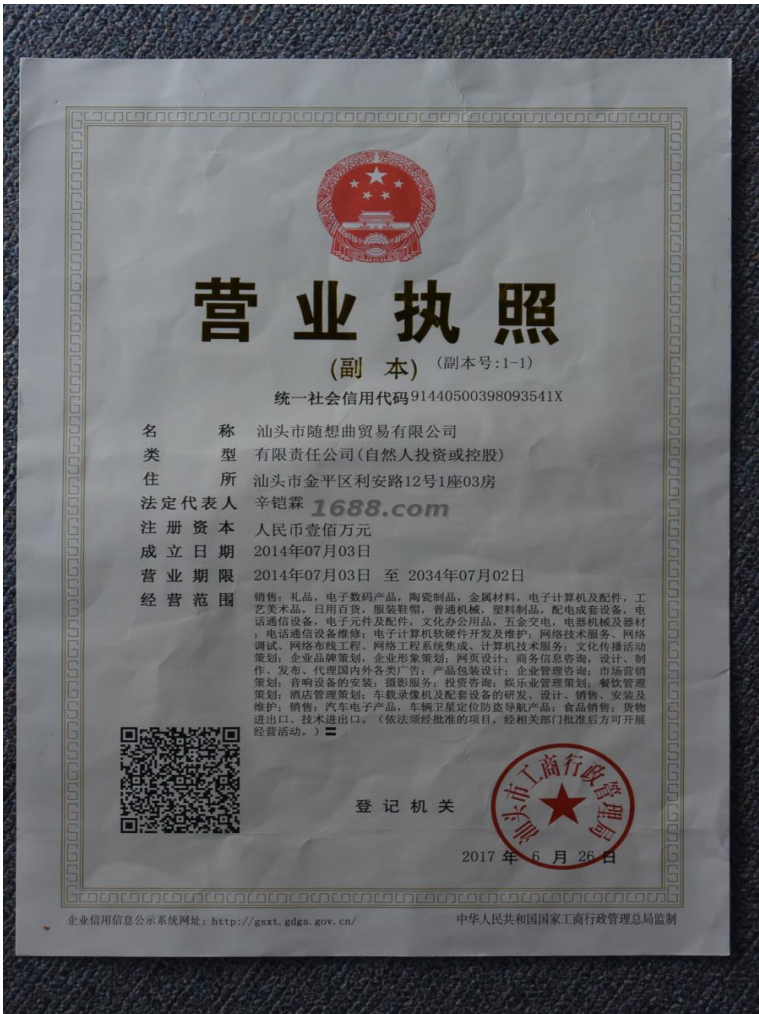 营业执照
(副 本) (副本号:1-1)
统一社会信用代码91440500398093541X
名 称 汕头市随想曲贸易有限公司
类 型 有限责任公司(自然人投资或控股)
住 所 汕头市金平区利安路12号1座03房
法定代表人 辛铠霖
1688.com
注册资本 人民币壹佰万元
成立日期 2014年07月03日
营业期限 2014年07月03日 至 2034年07月02日
经营范围 销售：礼品，电子数码产品，陶瓷制品，金属材料，电子计算机及配件，工
艺美术品，日用百货，服装鞋帽，普通机械，塑料制品，配电成套设备，电
话通信设备，电子元件及配件，文化办公用品，五金交电，电器机械及器材
；电话通信设备维修；电子计算机软硬件开发及维护；网络技术服务、网络
调试、网络布线工程、网络工程系统集成、计算机技术服务；文化传播活动
策划；企业品牌策划，企业形象策划；网页设计；商务信息咨询，设计、制
作、发布、代理国内外各类广告；产品包装设计；企业管理咨询；市场营销
策划；音响设备的安装；摄影服务；投资咨询；娱乐业管理策划；餐饮管理
策划；酒店管理策划；车载录像机及配套设备的研发、设计、销售、安装及
维护；销售：汽车电子产品，车辆卫星定位防盗导航产品；食品销售；货物
进出口、技术进出口。（依法须经批准的项目，经相关部门批准后方可开展
经营活动。）〓
登记机关
汕头市工商行政管理局
2017 年 6 月 26 日
企业信用信息公示系统网址：http://gsxt.gdgs.gov.cn/
中华人民共和国国家工商行政管理总局监制